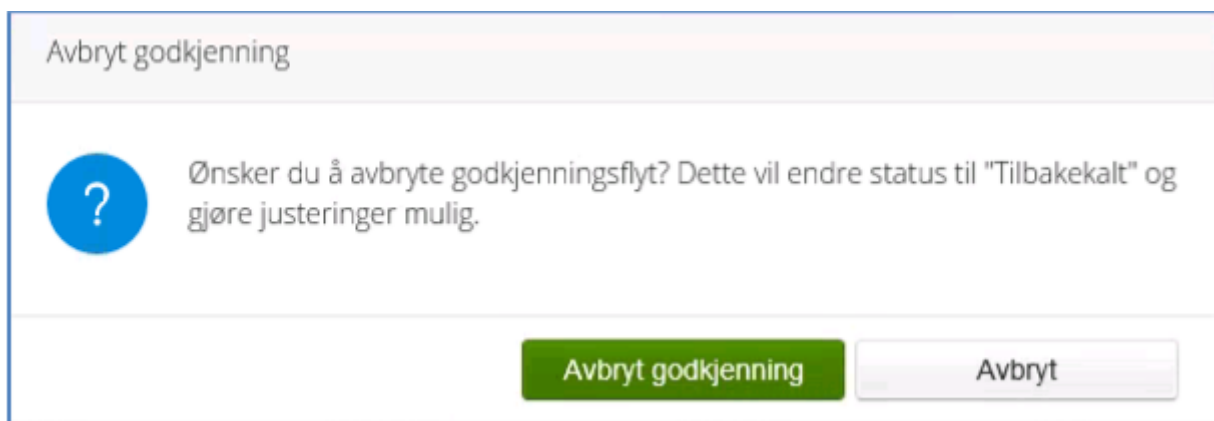 Avbryt godkjenning
?
Ønsker du å avbryte godkjenningsflyt? Dette vil endre status til "Tilbakekalt" og
gjøre justeringer mulig.
Avbryt godkjenning
Avbryt